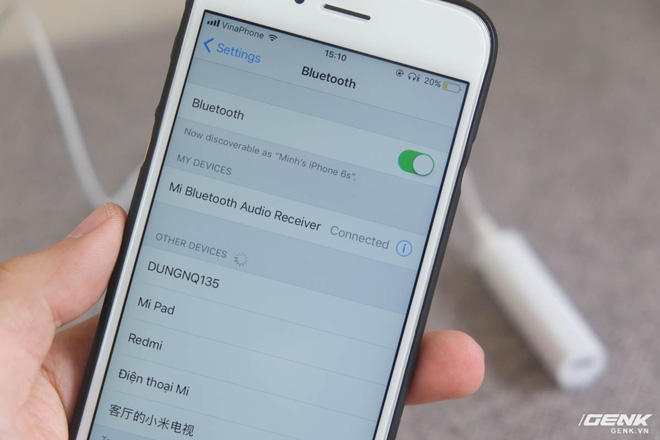 VinaPhone 15:10 20%
Settings Bluetooth
Bluetooth
Now discoverable as "Minh's iPhone 6s".
MY DEVICES
Mi Bluetooth Audio Receiver Connected
OTHER DEVICES
DUNGNQ135
Mi Pad
Redmi
Điện thoại Mi
客厅的小米电视
GENK
GENK.VN